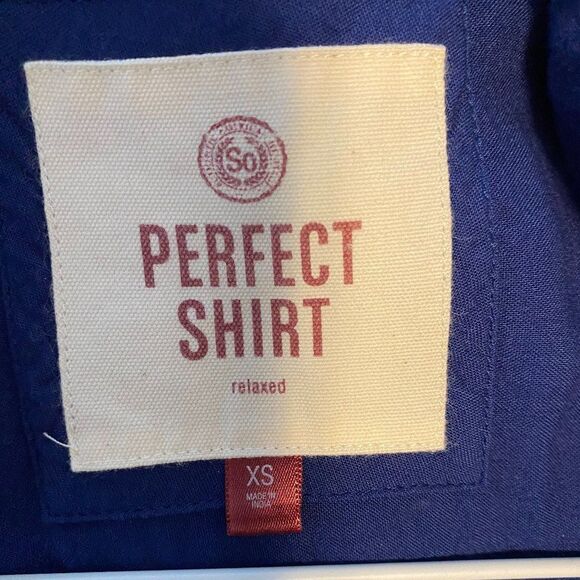 So
PERFECT
SHIRT
relaxed
XS
MADE IN
INDIA